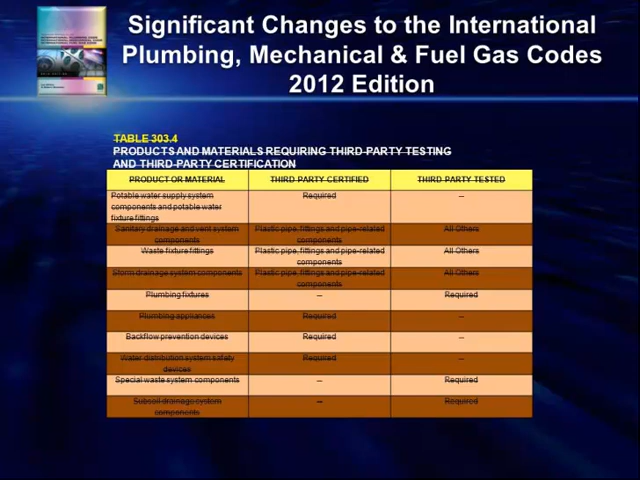 Significant Changes to the International
Plumbing, Mechanical & Fuel Gas Codes
2012 Edition
TABLE 303.4
PRODUCTS AND MATERIALS REQUIRING THIRD-PARTY TESTING
AND THIRD-PARTY CERTIFICATION
PRODUCT OR MATERIAL THIRD-PARTY CERTIFIED THIRD-PARTY TESTED
Potable water supply system Required —
components and potable water
fixture fittings
Sanitary drainage and vent system Plastic pipe, fittings and pipe-related All Others
components components
Waste fixture fittings Plastic pipe, fittings and pipe-related All Others
components
Storm drainage system components Plastic pipe, fittings and pipe-related All Others
components
Plumbing fixtures — Required
Plumbing appliances Required —
Backflow prevention devices Required —
Water distribution system safety Required —
devices
Special waste system components — Required
Subsoil drainage system — Required
components